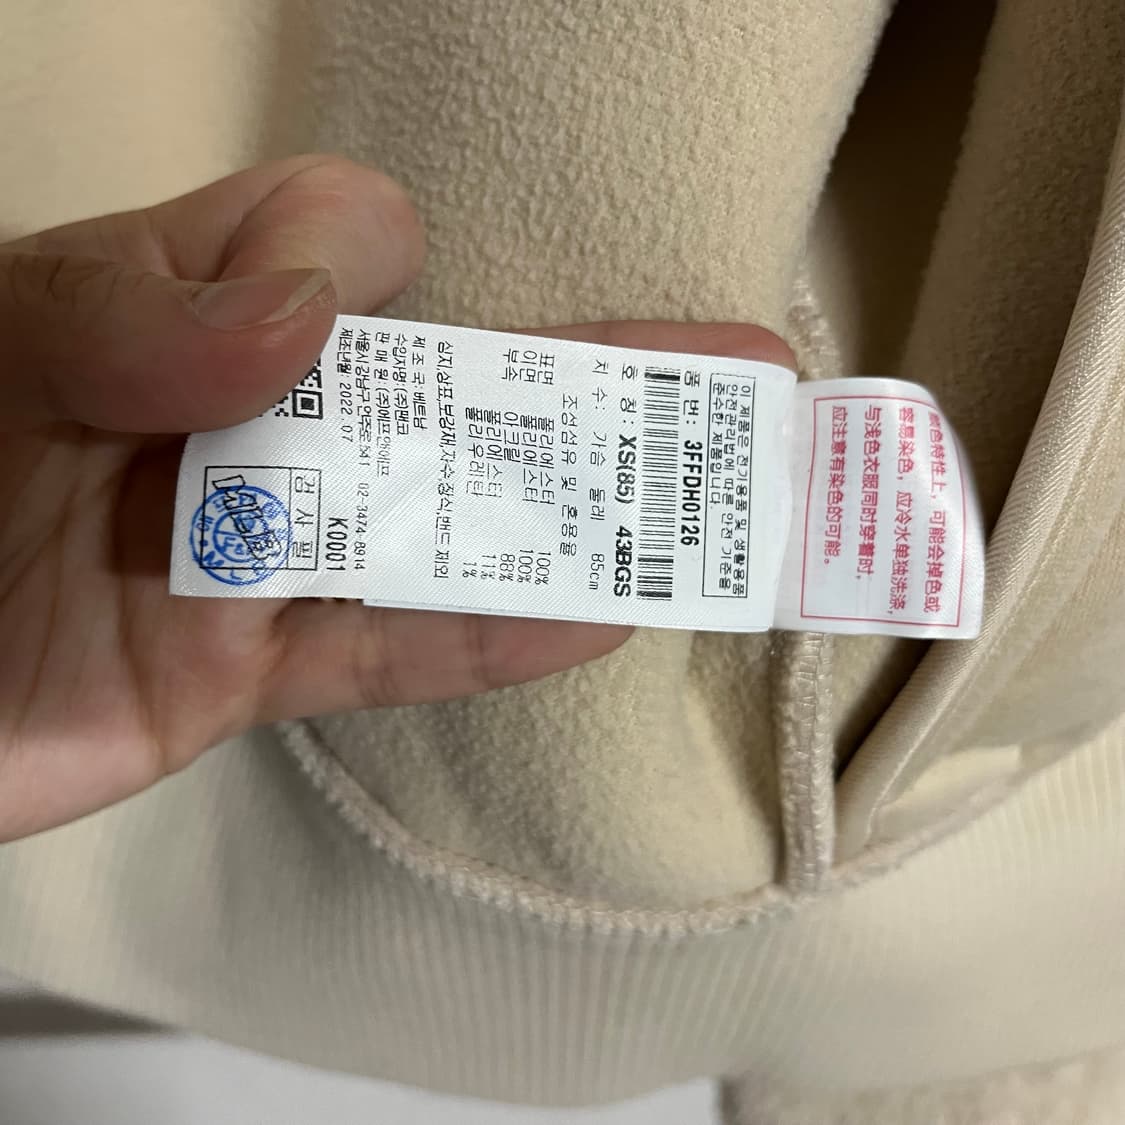 이 제품은 전기용품 및 생활용품
안전관리법에 따른 안전 기준을
준수한 제품입니다.
품 번: 3FFDH0126
호 칭: XS(85) 43BGS
치 수: 가슴 둘레 85cm
조성섬유 및 혼용율
표면 폴리에스터 100%
이면 폴리에스터 100%
부속 아크릴 88%
폴리에스터 11%
폴리우레탄 1%
심지,상표,보강재,자수,장식,밴드 제외
제 조 국: 베트남
수입자명: (주)멤코
판 매 원: (주)에프앤에프
서울시 강남구 언주로 541 02-3474-8914
제조년월: 2022. 07 K0001
검 사 필
颜色特性上, 可能会掉色或
容易染色, 应冷水单独洗涤,
与浅色衣服同时穿着时,
应注意有染色的可能。